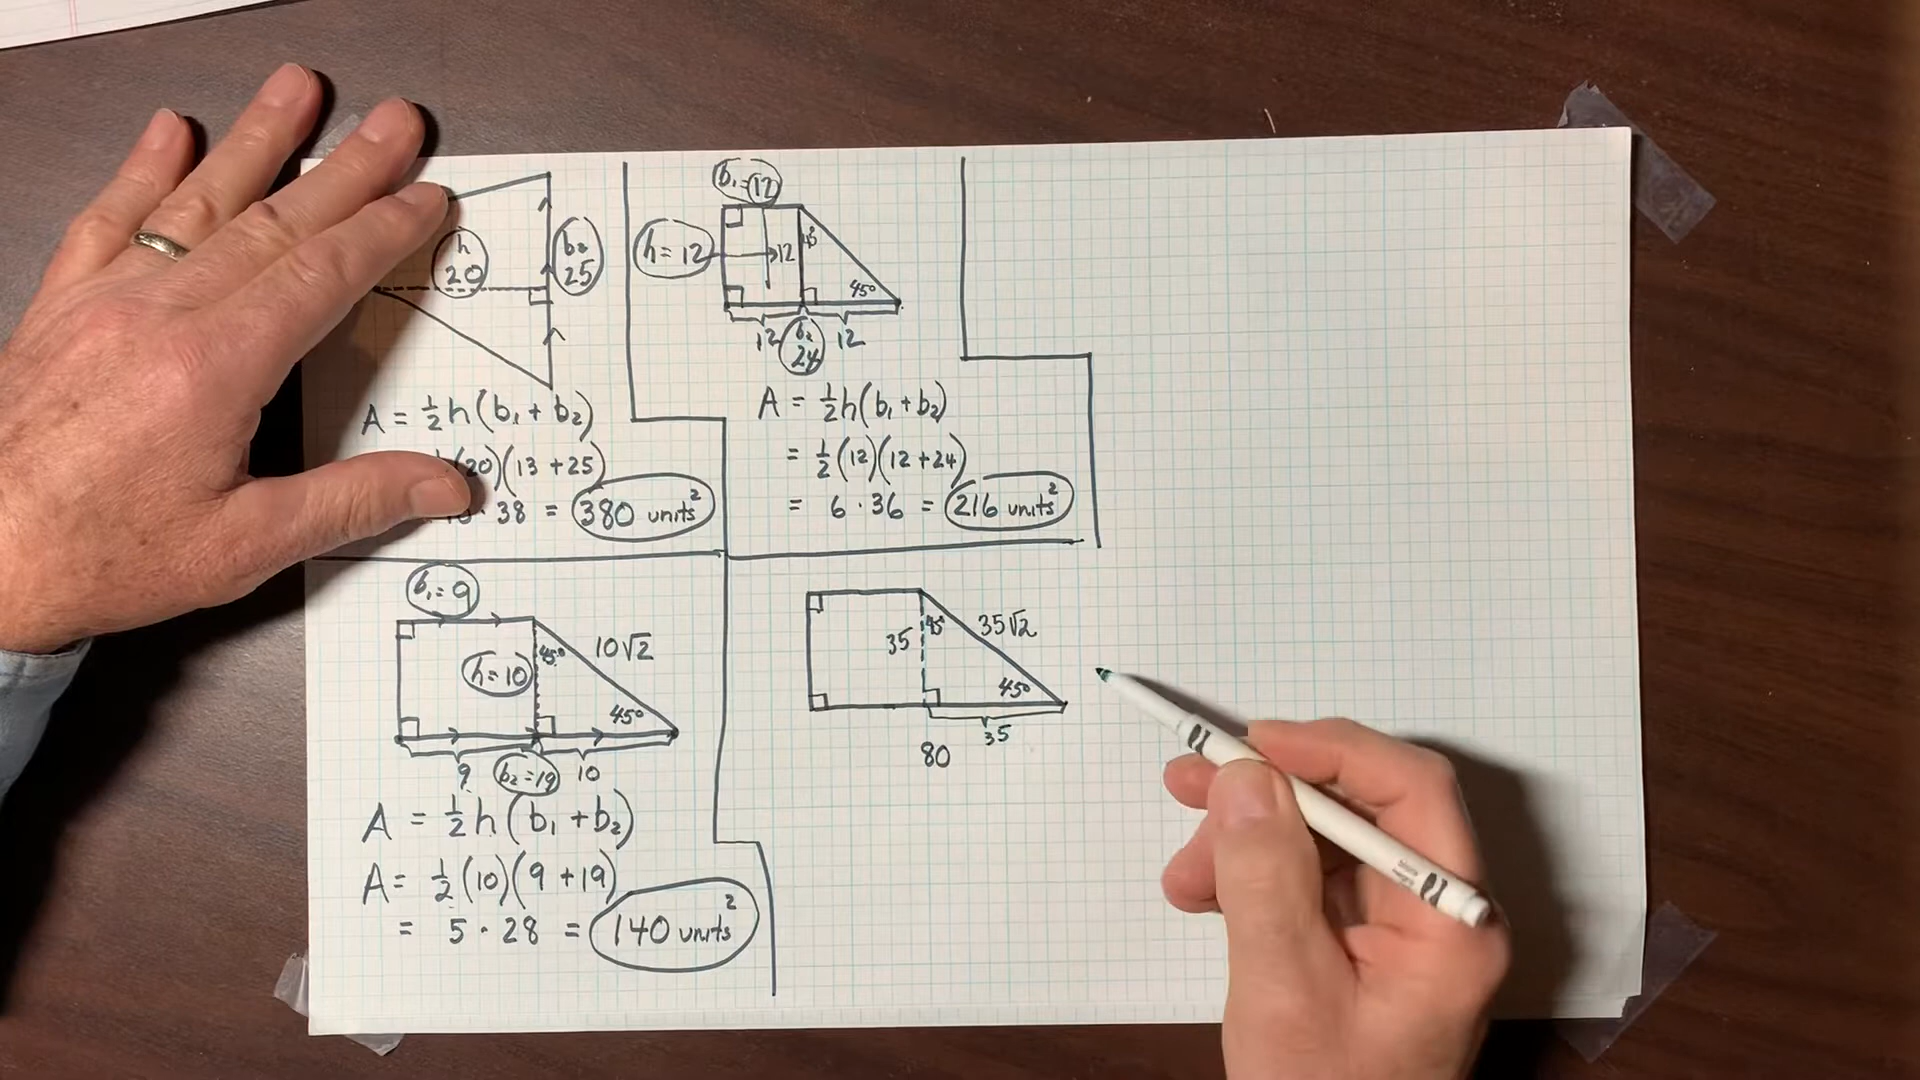 h
20
b₂
25
A = ½h(b₁ + b₂)
(20)(13 + 25)
· 38 = 380 units²
b₁ = 12
h = 12
12
45°
45°
12
b₂
24
12
A = ½h(b₁ + b₂)
= ½(12)(12 + 24)
= 6 · 36 = 216 units²
b₁ = 9
10√2
45°
h = 10
45°
9
b₂ = 19
10
A = ½h(b₁ + b₂)
A = ½(10)(9 + 19)
= 5 · 28 = 140 units²
35
45°
35√2
45°
35
80